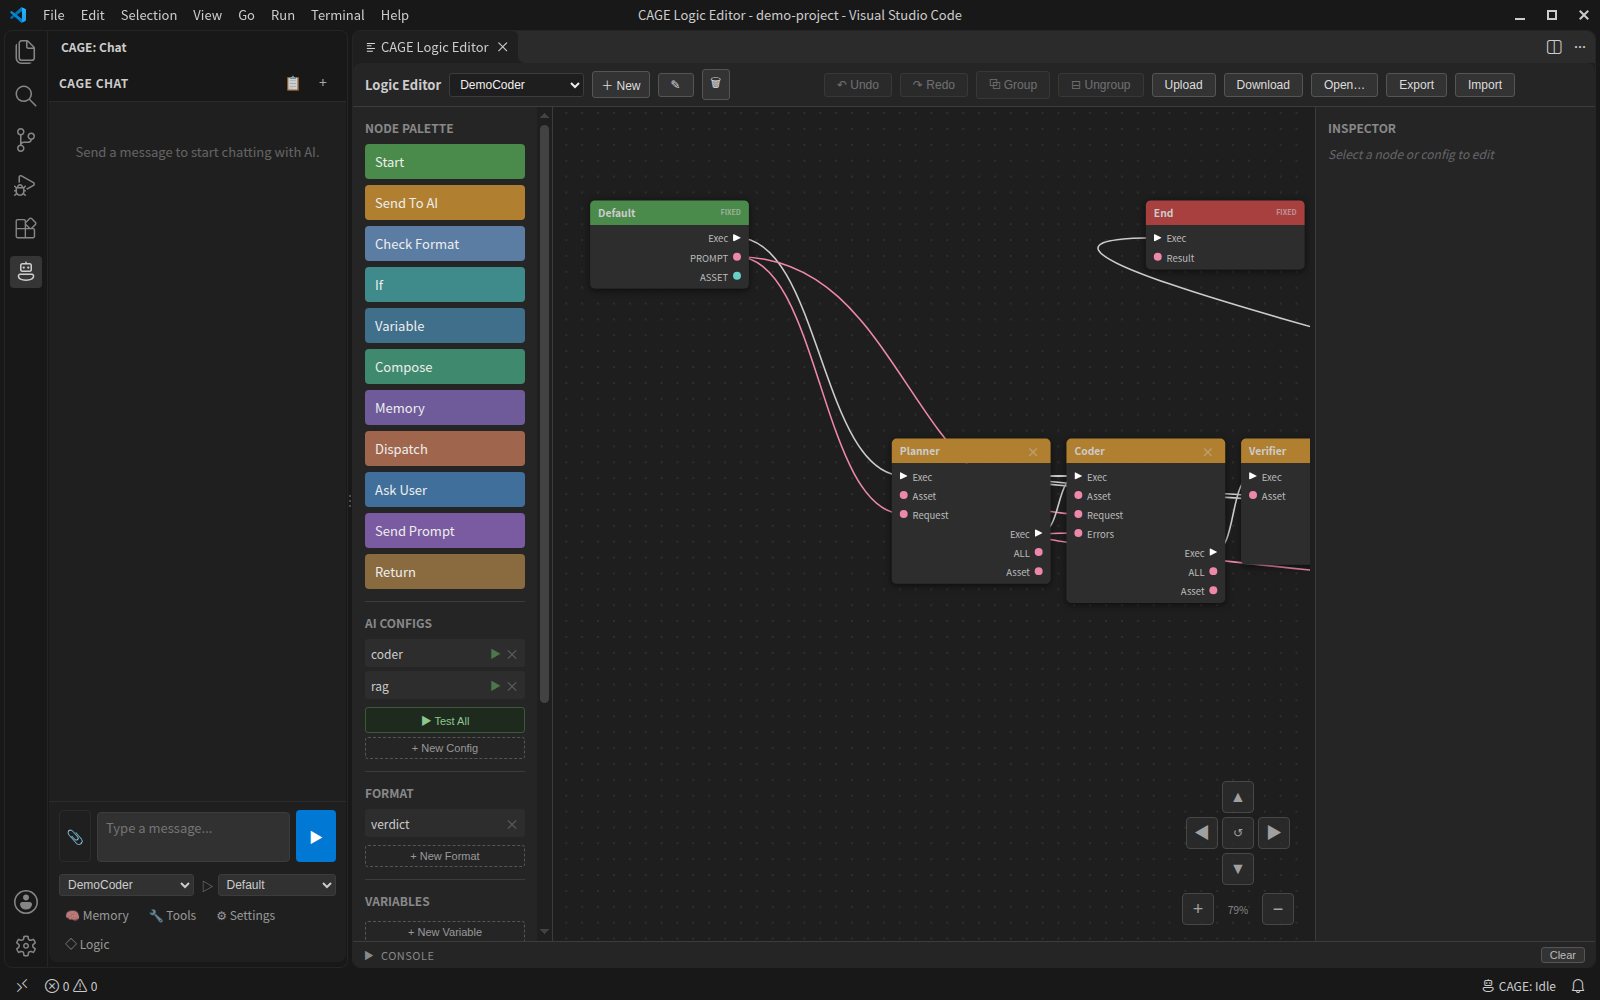 File Edit Selection View Go Run Terminal Help
CAGE Logic Editor - demo-project - Visual Studio Code
CAGE: Chat
CAGE CHAT
Send a message to start chatting with AI.
Type a message...
DemoCoder
Default
Memory
Tools
Settings
Logic
CAGE Logic Editor
Logic Editor
DemoCoder
+ New
Undo
Redo
Group
Ungroup
Upload
Download
Open...
Export
Import
NODE PALETTE
Start
Send To AI
Check Format
If
Variable
Compose
Memory
Dispatch
Ask User
Send Prompt
Return
AI CONFIGS
coder
rag
Test All
+ New Config
FORMAT
verdict
+ New Format
VARIABLES
+ New Variable
Default FIXED
Exec
PROMPT
ASSET
End FIXED
Exec
Result
Planner
Exec
Asset
Request
Exec
ALL
Asset
Coder
Exec
Asset
Request
Errors
Exec
ALL
Asset
Verifier
Exec
Asset
79%
INSPECTOR
Select a node or config to edit
CONSOLE
Clear
0 0
CAGE: Idle